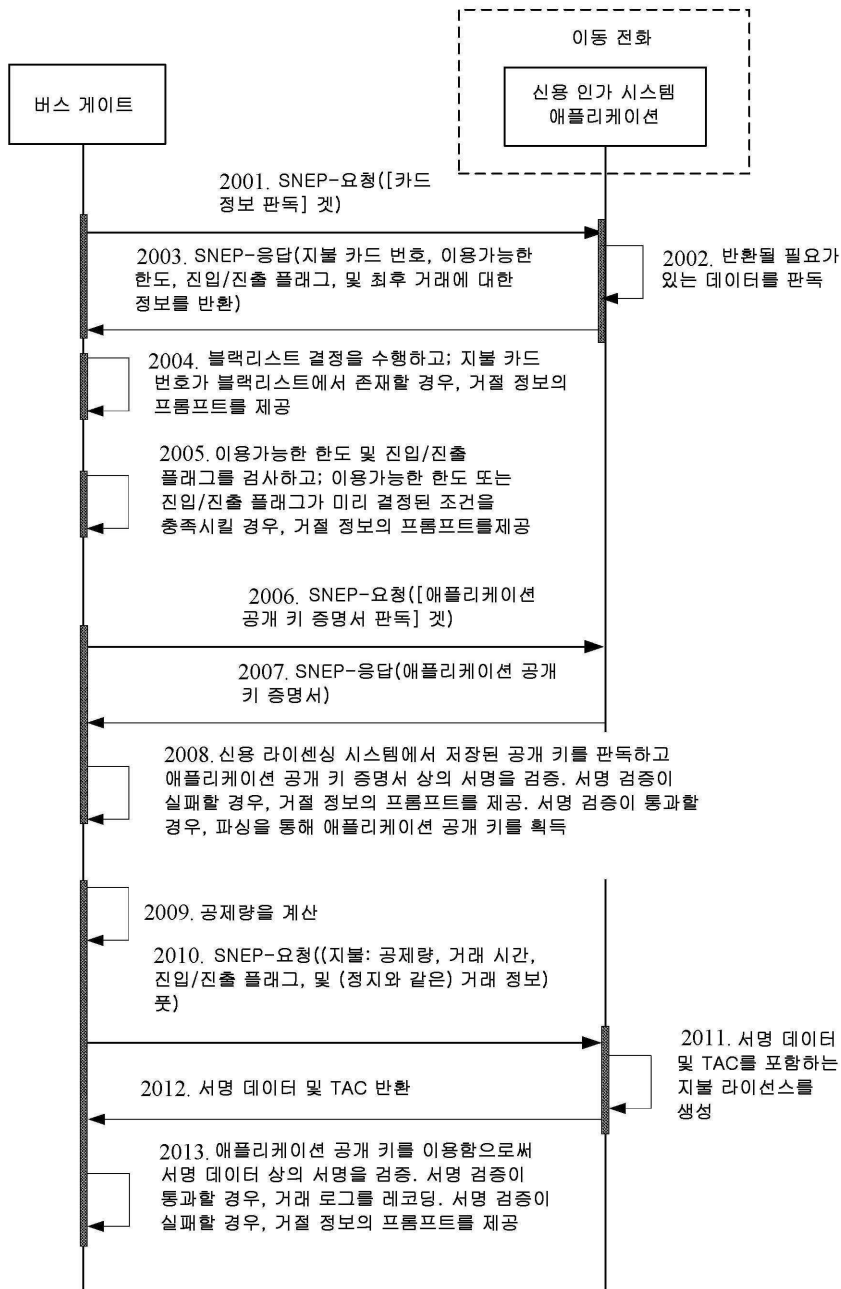 이동 전화
버스 게이트
신용 인가 시스템
애플리케이션
2001. SNEP-요청([카드
정보 판독] 겟)
2002. 반환될 필요가
있는 데이터를 판독
2003. SNEP-응답(지불 카드 번호, 이용가능한
한도, 진입/진출 플래그, 및 최후 거래에 대한
정보를 반환)
2004. 블랙리스트 결정을 수행하고; 지불 카드
번호가 블랙리스트에서 존재할 경우, 거절 정보의
프롬프트를 제공
2005. 이용가능한 한도 및 진입/진출
플래그를 검사하고; 이용가능한 한도 또는
진입/진출 플래그가 미리 결정된 조건을
충족시킬 경우, 거절 정보의 프롬프트를제공
2006. SNEP-요청([애플리케이션
공개 키 증명서 판독] 겟)
2007. SNEP-응답(애플리케이션 공개
키 증명서)
2008. 신용 라이센싱 시스템에서 저장된 공개 키를 판독하고
애플리케이션 공개 키 증명서 상의 서명을 검증. 서명 검증이
실패할 경우, 거절 정보의 프롬프트를 제공. 서명 검증이 통과할
경우, 파싱을 통해 애플리케이션 공개 키를 획득
2009. 공제량을 계산
2010. SNEP-요청((지불: 공제량, 거래 시간,
진입/진출 플래그, 및 (정지와 같은) 거래 정보)
풋)
2011. 서명 데이터
및 TAC를 포함하는
지불 라이선스를
생성
2012. 서명 데이터 및 TAC 반환
2013. 애플리케이션 공개 키를 이용함으로써
서명 데이터 상의 서명을 검증. 서명 검증이
통과할 경우, 거래 로그를 레코딩. 서명 검증이
실패할 경우, 거절 정보의 프롬프트를 제공